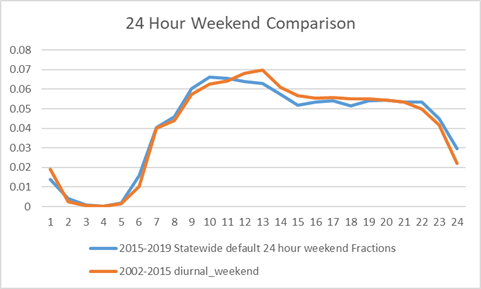 24 Hour Weekend Comparison
0.08
0.07
0.06
0.05
0.04
0.03
0.02
0.01
0
1 2 3 4 5 6 7 8 9 10 11 12 13 14 15 16 17 18 19 20 21 22 23 24
2015-2019 Statewide default 24 hour weekend Fractions
2002-2015 diurnal_weekend